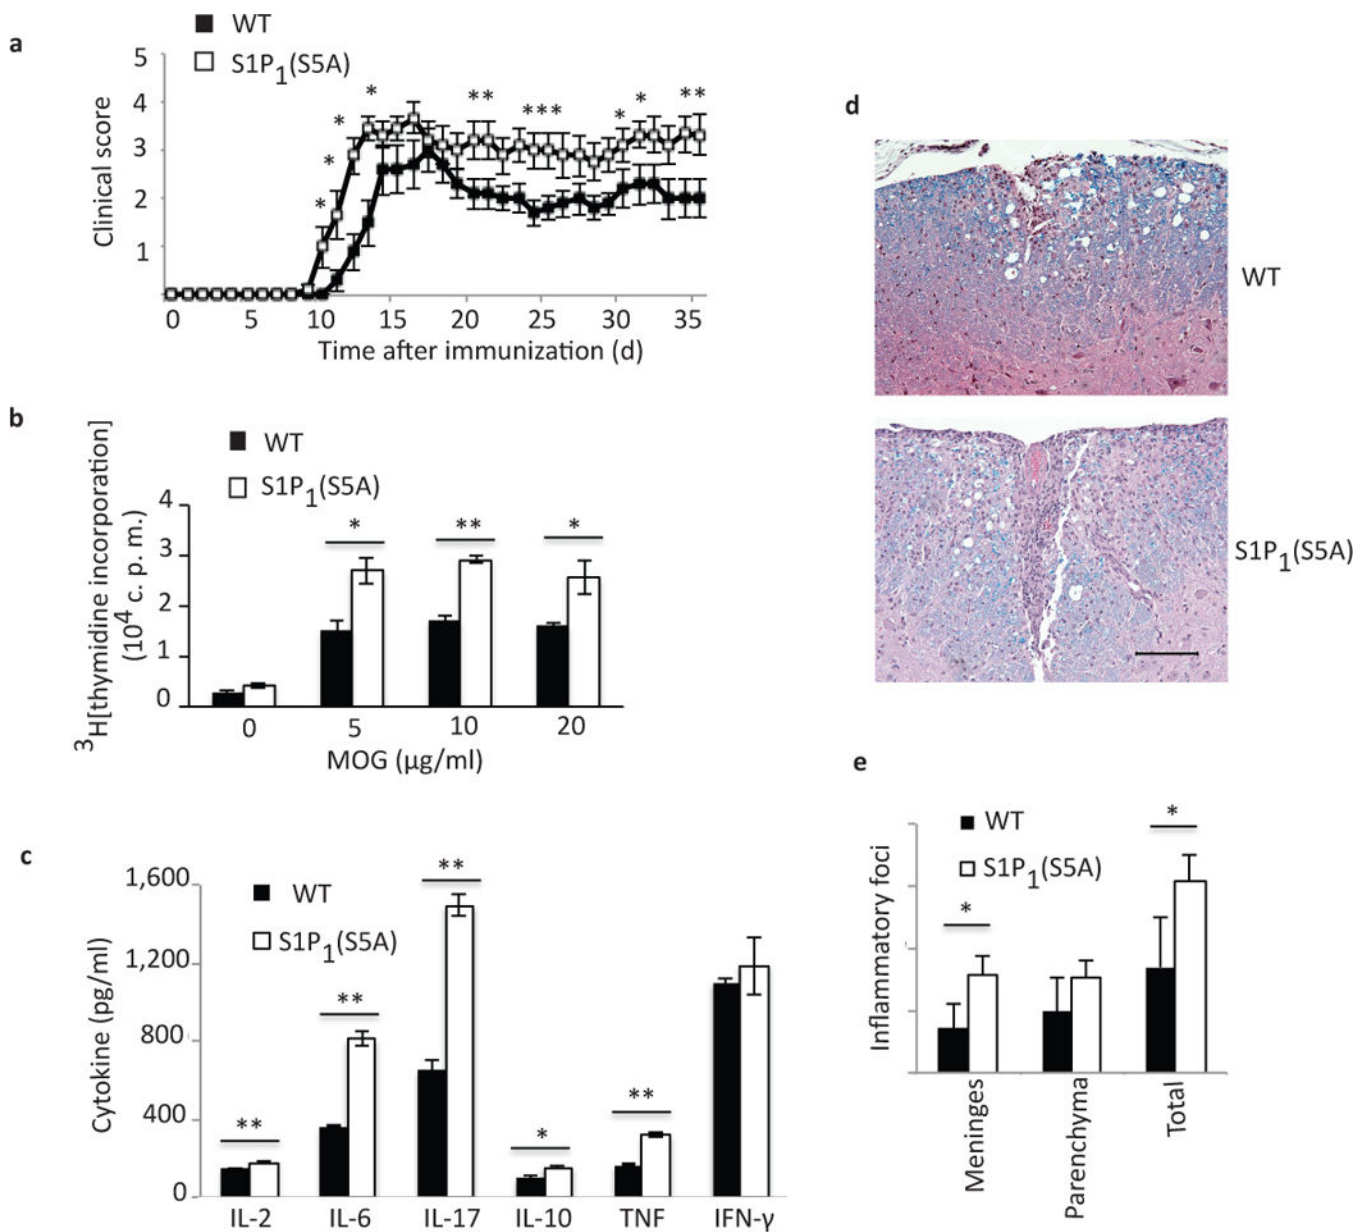 a
WT
S1P1(S5A)
Clinical score
5
4
3
2
1
* * * * ** *** * * **
0 5 10 15 20 25 30 35
Time after immunization (d)
b
WT
S1P1(S5A)
3H[thymidine incorporation]
(10^4 c. p. m.)
4
3
2
1
0
* ** *
0 5 10 20
MOG (µg/ml)
c
WT
S1P1(S5A)
Cytokine (pg/ml)
1,600
1,200
800
400
0
** ** ** * **
IL-2 IL-6 IL-17 IL-10 TNF IFN-γ
d
WT
S1P1(S5A)
e
WT
S1P1(S5A)
Inflammatory foci
* *
Meninges
Parenchyma
Total